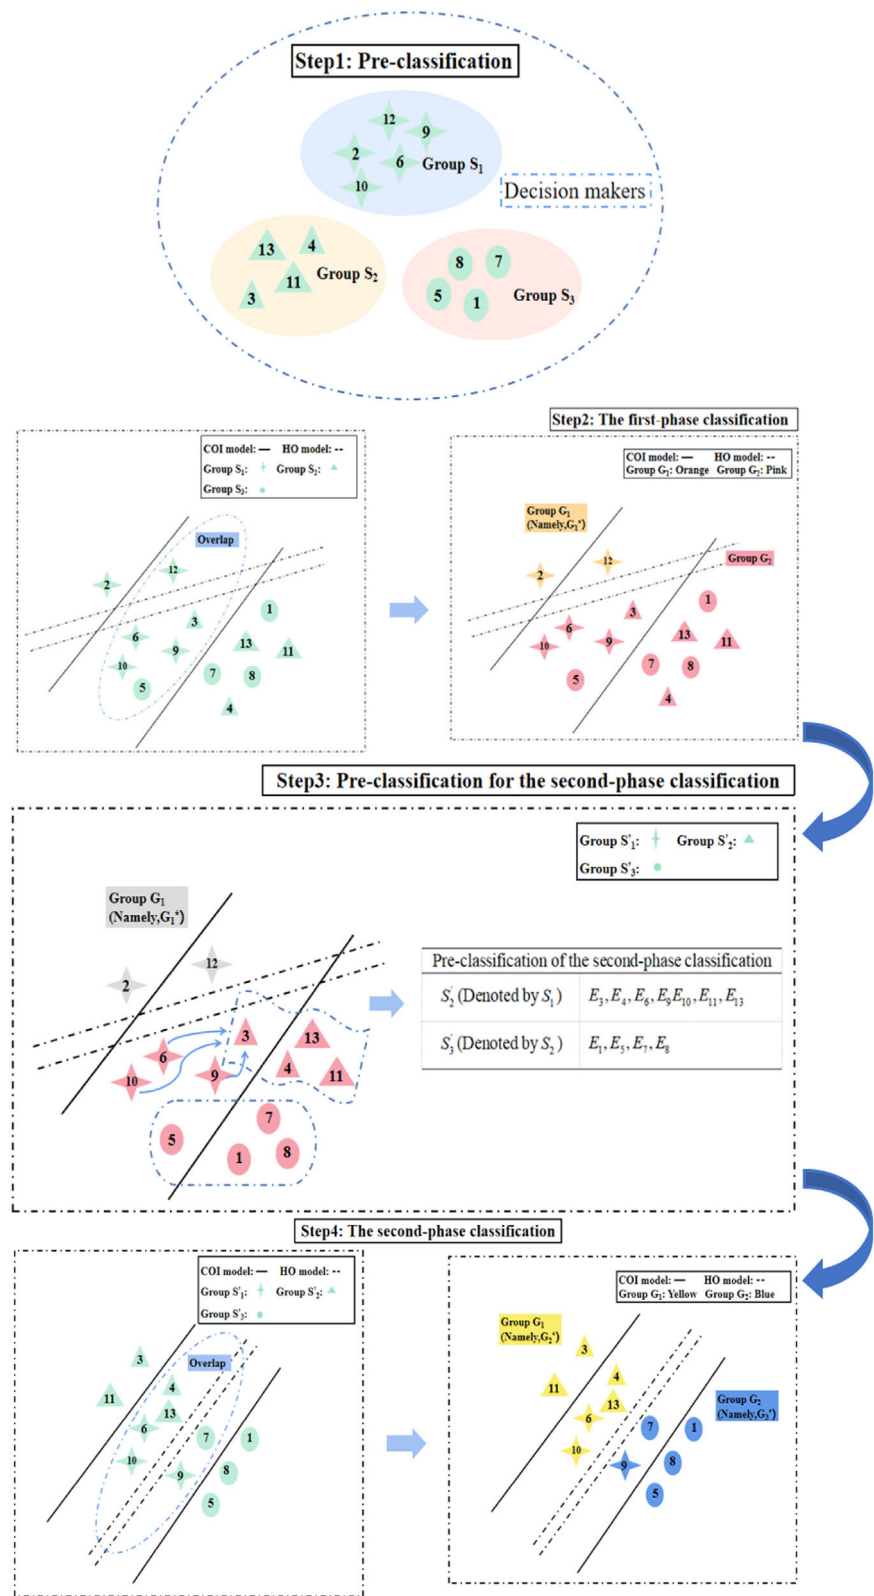 Step1: Pre-classification
12
9
2
6
Group S1
10
Decision makers
13
4
Group S2
11
3
8
7
5
Group S3
1
Step2: The first-phase classification
COI model: — HO model: --
Group S1: Group S2:
Group S3:
Overlap
12
2
3
1
6
13
9
11
10
7
8
5
4
COI model: — HO model: --
Group G1: Orange Group G2: Pink
Group G1
(Namely,G1*)
12
2
Group G2
1
3
6
13
9
11
10
7
8
5
4
Step3: Pre-classification for the second-phase classification
Group S'1: Group S'2:
Group S'3:
Group G1
(Namely,G1*)
12
2
3
13
6
4
10
9
11
7
5
1
8
Pre-classification of the second-phase classification
S'2 (Denoted by S1) E3, E4, E6, E9 E10, E11, E13
S'3 (Denoted by S2) E1, E5, E7, E8
Step4: The second-phase classification
COI model: — HO model: --
Group S'1: Group S'2:
Group S'3:
Overlap
3
4
11
13
6
7
1
10
9
8
5
COI model: — HO model: --
Group G1: Yellow Group G2: Blue
Group G1
(Namely,G2*)
3
4
11
13
6
Group G2
(Namely,G3*)
7
1
10
9
8
5